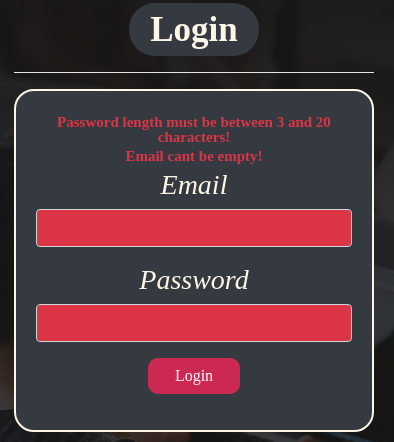 Login
Password length must be between 3 and 20
characters!
Email cant be empty!
Email
Password
Login